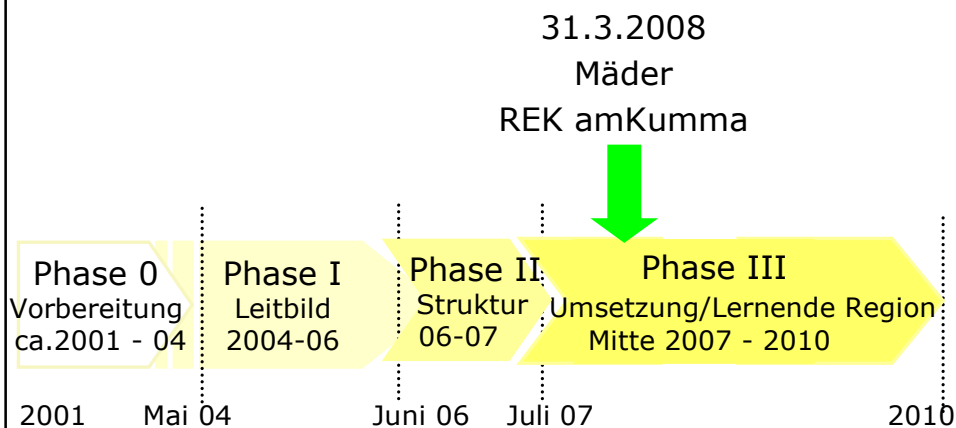 31.3.2008
Mäder
REK amKumma
Phase 0
Vorbereitung
ca.2001 - 04
Phase I
Leitbild
2004-06
Phase II
Struktur
06-07
Phase III
Umsetzung/Lernende Region
Mitte 2007 - 2010
2001
Mai 04
Juni 06
Juli 07
2010